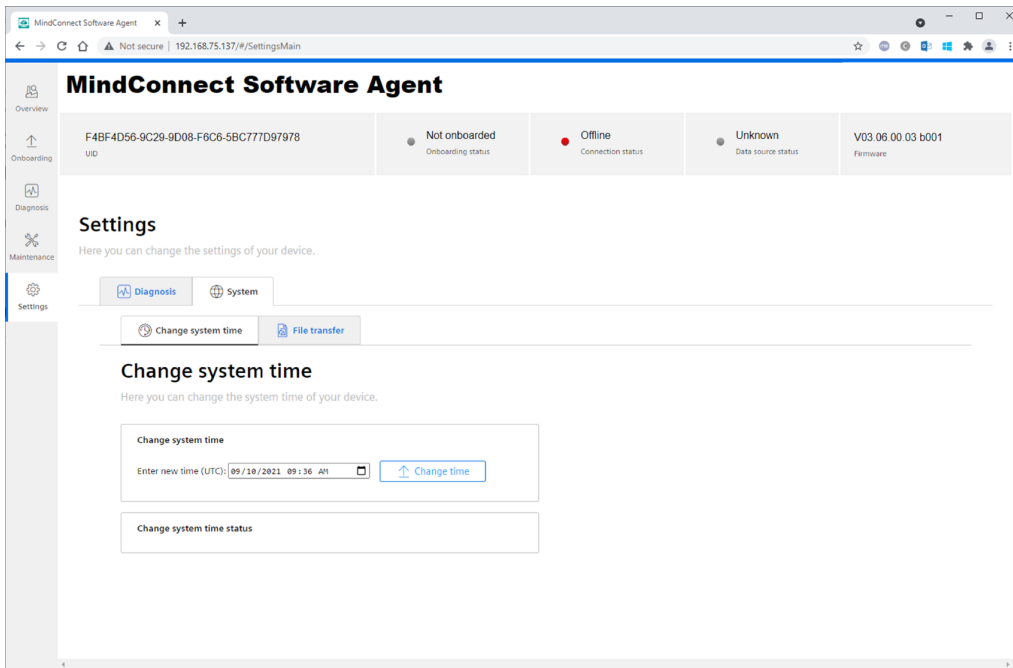 MindConnect Software Agent
Not secure | 192.168.75.137/#/SettingsMain
MindConnect Software Agent
Overview
Onboarding
Diagnosis
Maintenance
Settings
F4BF4D56-9C29-9D08-F6C6-5BC777D97978
UID
Not onboarded
Onboarding status
Offline
Connection status
Unknown
Data source status
V03.06.00.03 b001
Firmware
Settings
Here you can change the settings of your device.
Diagnosis
System
Change system time
File transfer
Change system time
Here you can change the system time of your device.
Change system time
Enter new time (UTC): 09/10/2021 09:36 AM
Change time
Change system time status